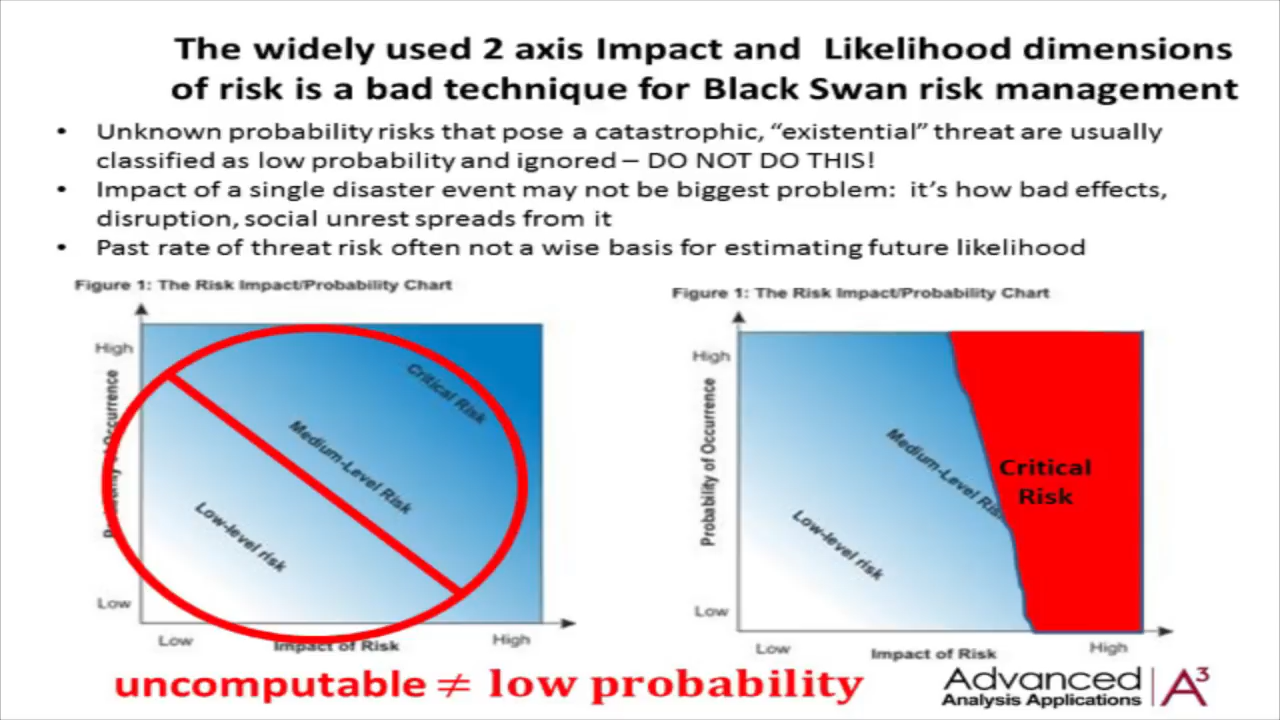 The widely used 2 axis Impact and Likelihood dimensions
of risk is a bad technique for Black Swan risk management
• Unknown probability risks that pose a catastrophic, “existential” threat are usually
classified as low probability and ignored – DO NOT DO THIS!
• Impact of a single disaster event may not be biggest problem: it’s how bad effects,
disruption, social unrest spreads from it
• Past rate of threat risk often not a wise basis for estimating future likelihood
Figure 1: The Risk Impact/Probability Chart
High
Probability of Occurrence
Critical Risk
Medium-Level Risk
Low-level risk
Low
Low
High
Impact of Risk
Figure 1: The Risk Impact/Probability Chart
High
Probability of Occurrence
Critical
Risk
Medium-Level Risk
Low-level risk
Low
Low
High
Impact of Risk
uncomputable ≠ low probability
Advanced
Analysis Applications
A3